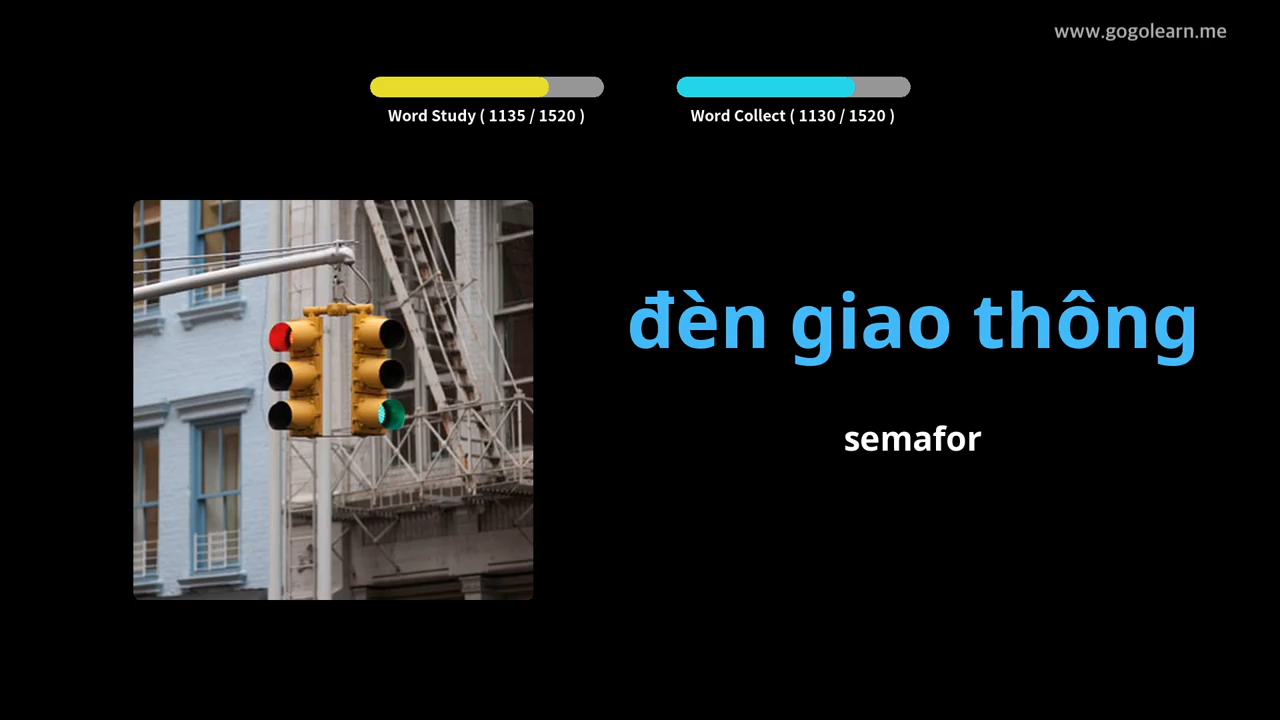 www.gogolearn.me
Word Study ( 1135 / 1520 )
Word Collect ( 1130 / 1520 )
đèn giao thông
semafor